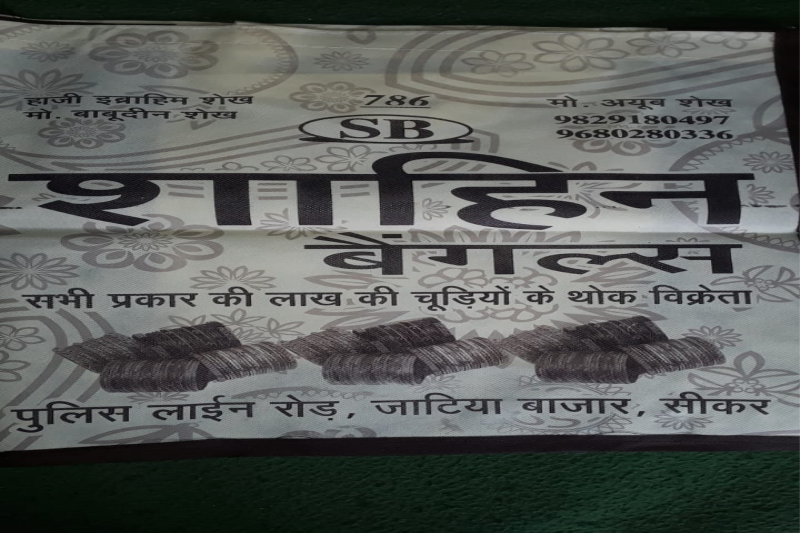 हाजी इब्राहिम शेख
मो. बाबूदीन शेख
786
SB
मो. अयूब शेख
9829180497
9680280336
शाहिन
बैंगल्स
सभी प्रकार की लाख की चूड़ियों के थोक विक्रेता
पुलिस लाईन रोड़, जाटिया बाजार, सीकर